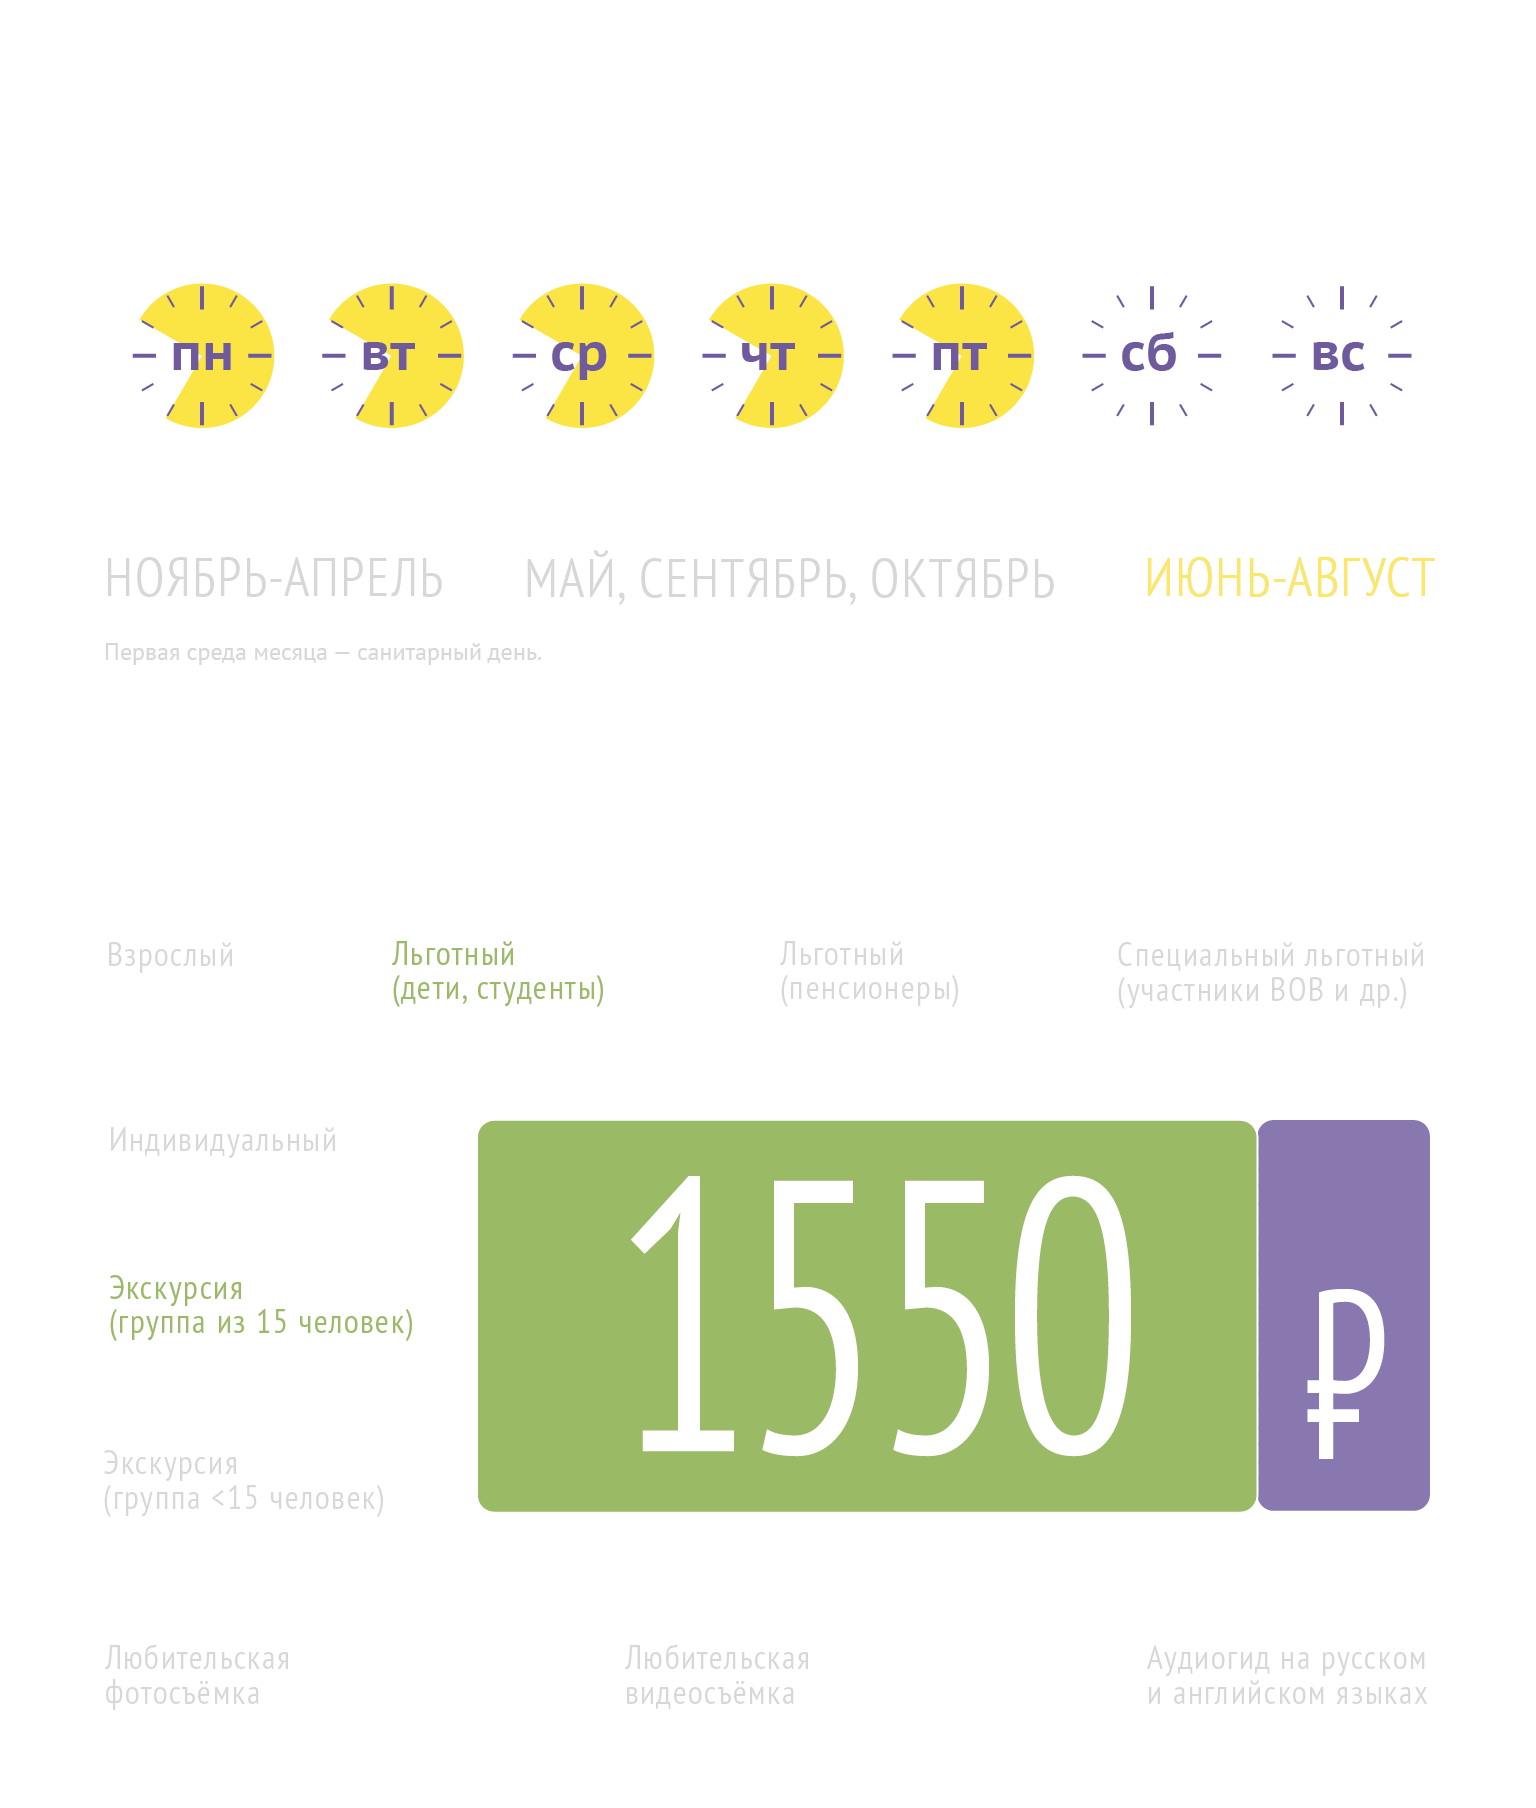 пн вт ср чт пт сб вс
НОЯБРЬ-АПРЕЛЬ МАЙ, СЕНТЯБРЬ, ОКТЯБРЬ ИЮНЬ-АВГУСТ
Первая среда месяца — санитарный день.
Взрослый
Льготный
(дети, студенты)
Льготный
(пенсионеры)
Специальный льготный
(участники ВОВ и др.)
Индивидуальный
Экскурсия
(группа из 15 человек)
Экскурсия
(группа <15 человек)
1550 ₽
Любительская
фотосъёмка
Любительская
видеосъёмка
Аудиогид на русском
и английском языках